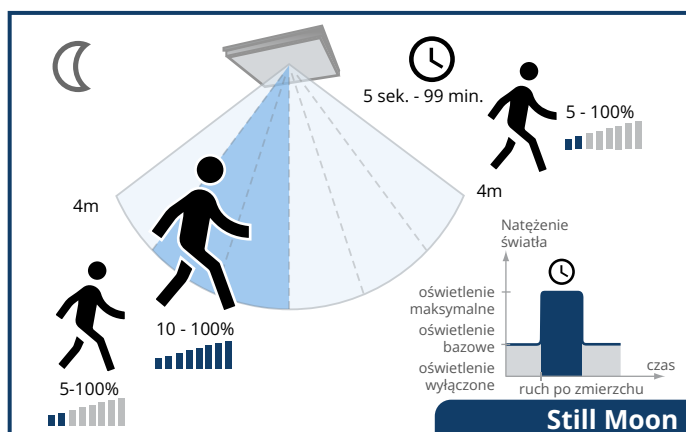 5 sek. - 99 min.
5 - 100%
4m
4m
10 - 100%
5-100%
Natężenie
światła
oświetlenie
maksymalne
oświetlenie
bazowe
oświetlenie
wyłączone
czas
ruch po zmierzchu
Still Moon